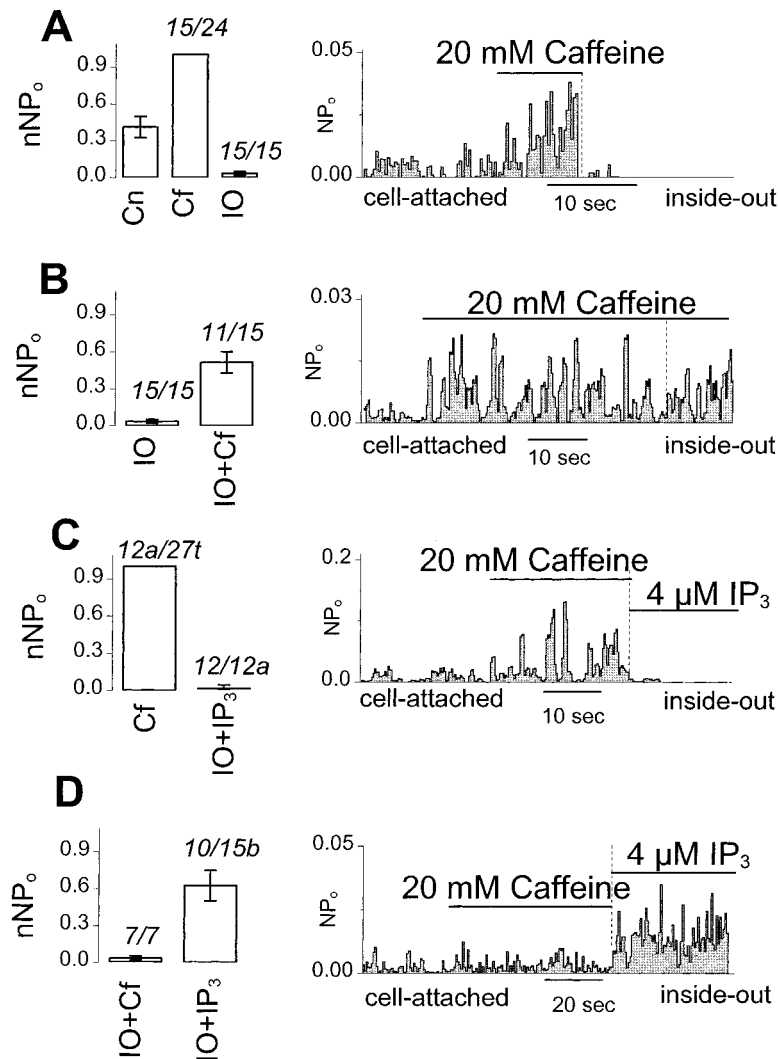 A
15/24
nNPo
0.9
0.6
0.3
0.0
15/15
Cn
Cf
IO
0.05
NPo
0.00
20 mM Caffeine
cell-attached
10 sec
inside-out
B
nNPo
0.9
0.6
0.3
0.0
15/15
11/15
IO
IO+Cf
0.03
NPo
0.00
20 mM Caffeine
cell-attached
10 sec
inside-out
C
12a/27t
nNPo
0.9
0.6
0.3
0.0
12/12a
Cf
IO+IP3
0.2
NPo
0.0
20 mM Caffeine
4 µM IP3
cell-attached
10 sec
inside-out
D
nNPo
0.9
0.6
0.3
0.0
7/7
10/15b
IO+Cf
IO+IP3
0.05
NPo
0.00
20 mM Caffeine
4 µM IP3
cell-attached
20 sec
inside-out